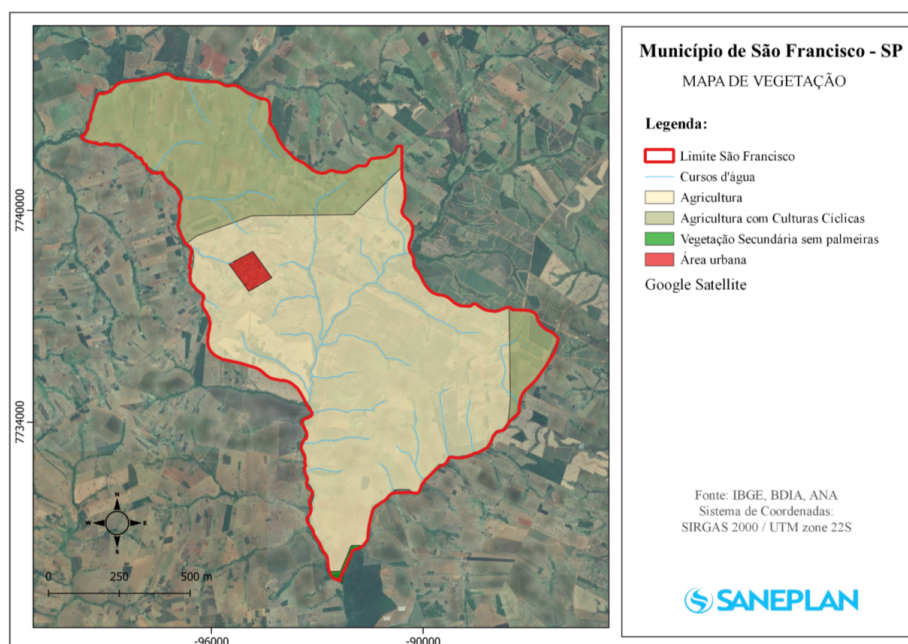 Município de São Francisco - SP
MAPA DE VEGETAÇÃO
Legenda:
Limite São Francisco
Cursos d'água
Agricultura
Agricultura com Culturas Cíclicas
Vegetação Secundária sem palmeiras
Área urbana
Google Satellite
7740000
7734000
N
W
E
S
0 250 500 m
-96000 -90000
Fonte: IBGE, BDIA, ANA
Sistema de Coordenadas:
SIRGAS 2000 / UTM zone 22S
SANEPLAN